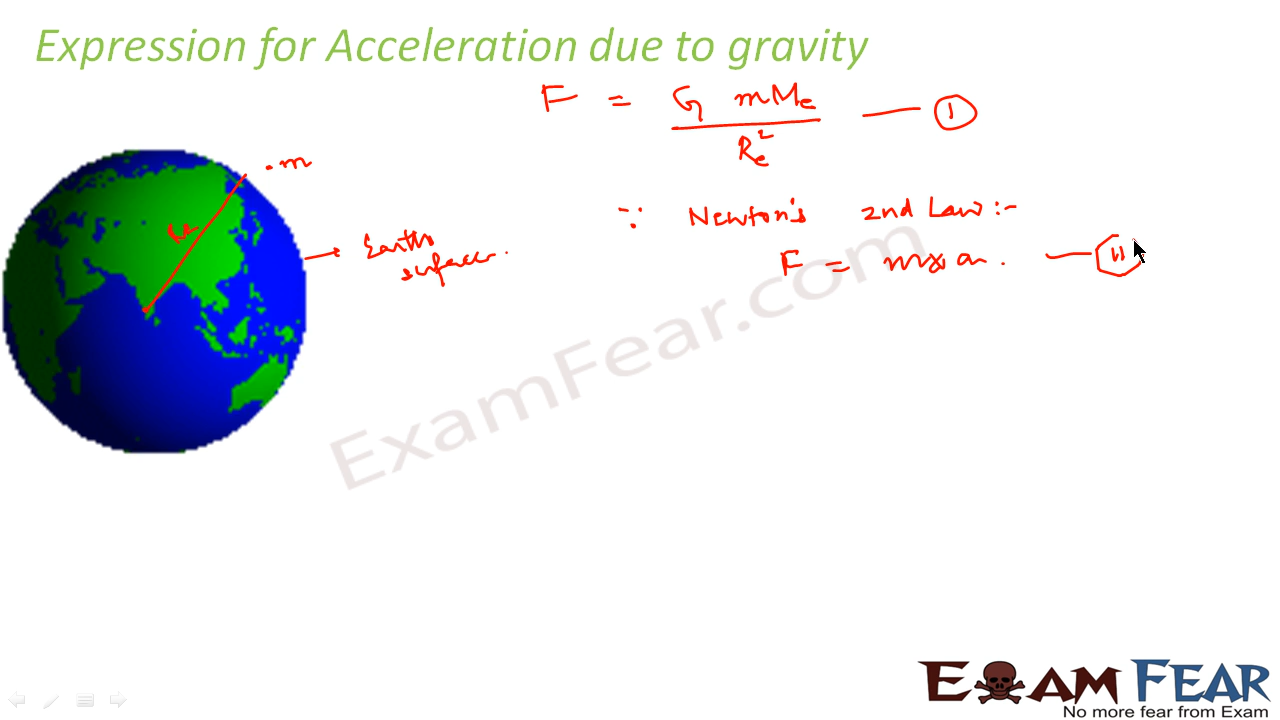 Expression for Acceleration due to gravity
F = G mMe / Re² — 1
. m
Re
∵ Newton's 2nd Law :-
→ Earth's surface.
F = m x a . — 11
ExamFear.com
EXAM FEAR
No more fear from Exam